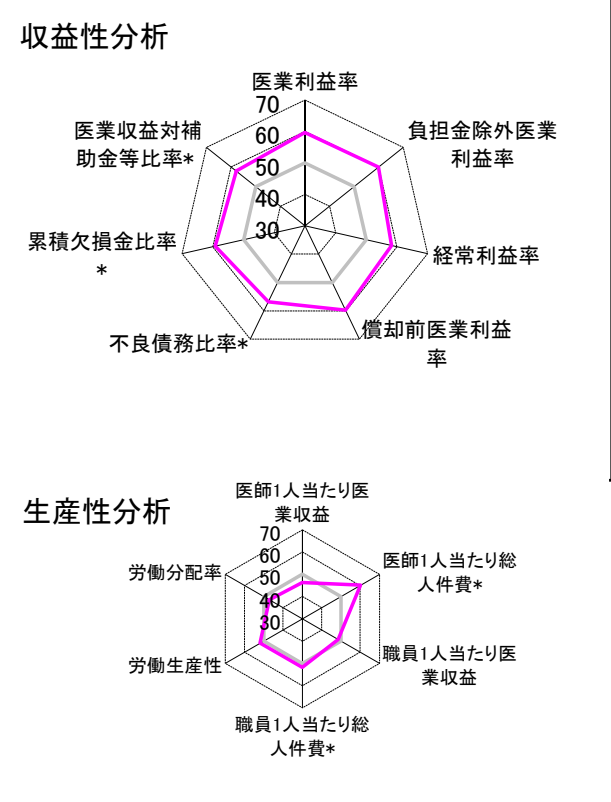 収益性分析
医業利益率
70
60
50
40
30
負担金除外医業
利益率
経常利益率
償却前医業利益
率
不良債務比率*
累積欠損金比率
*
医業収益対補
助金等比率*
生産性分析
医師1人当たり医
業収益
70
60
50
40
30
医師1人当たり総
人件費*
職員1人当たり医
業収益
職員1人当たり総
人件費*
労働生産性
労働分配率